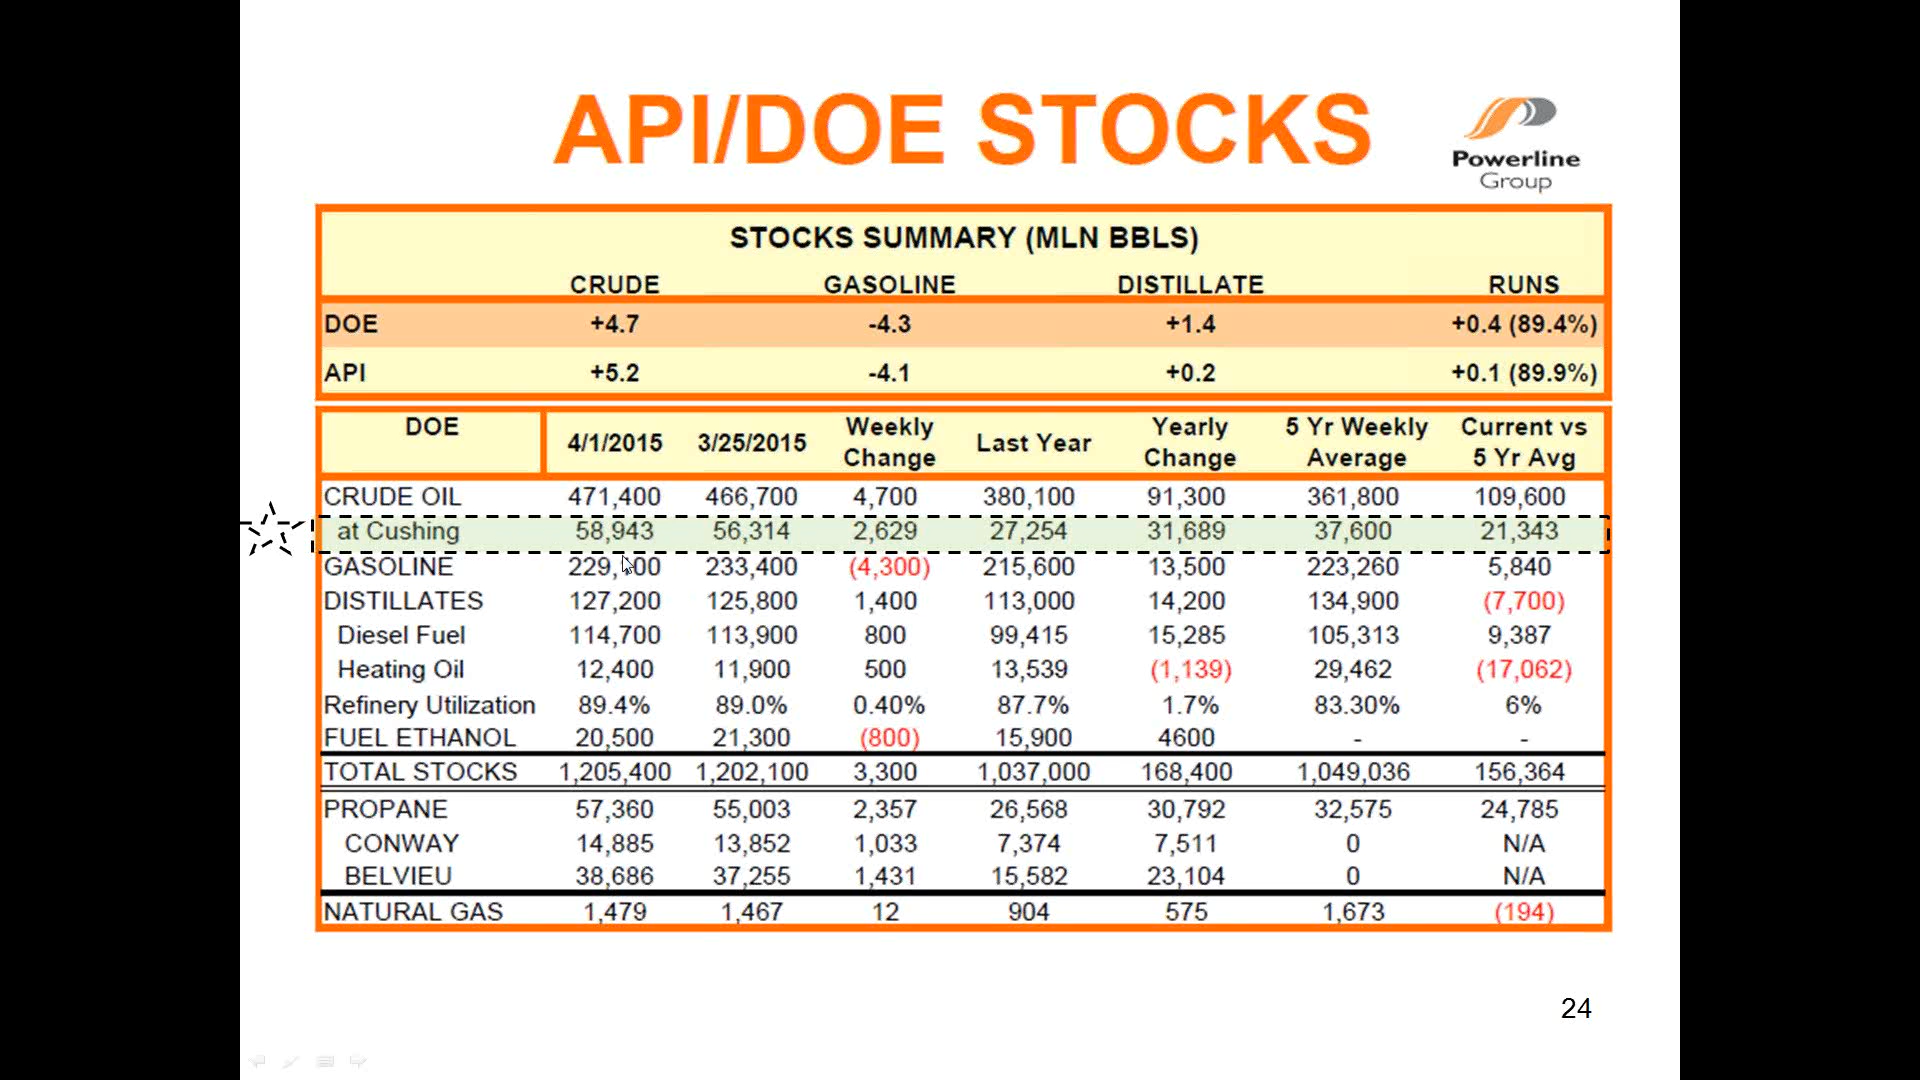 API/DOE STOCKS
Powerline
Group
STOCKS SUMMARY (MLN BBLS)
CRUDE GASOLINE DISTILLATE RUNS
DOE +4.7 -4.3 +1.4 +0.4 (89.4%)
API +5.2 -4.1 +0.2 +0.1 (89.9%)
DOE 4/1/2015 3/25/2015 Weekly Change Last Year Yearly Change 5 Yr Weekly Average Current vs 5 Yr Avg
CRUDE OIL 471,400 466,700 4,700 380,100 91,300 361,800 109,600
at Cushing 58,943 56,314 2,629 27,254 31,689 37,600 21,343
GASOLINE 233,400 (4,300) 215,600 13,500 223,260 5,840
DISTILLATES 127,200 125,800 1,400 113,000 14,200 134,900 (7,700)
Diesel Fuel 114,700 113,900 800 99,415 15,285 105,313 9,387
Heating Oil 12,400 11,900 500 13,539 (1,139) 29,462 (17,062)
Refinery Utilization 89.4% 89.0% 0.40% 87.7% 1.7% 83.30% 6%
FUEL ETHANOL 20,500 21,300 (800) 15,900 4600 - -
TOTAL STOCKS 1,205,400 1,202,100 3,300 1,037,000 168,400 1,049,036 156,364
PROPANE 57,360 55,003 2,357 26,568 30,792 32,575 24,785
CONWAY 14,885 13,852 1,033 7,374 7,511 0 N/A
BELVIEU 38,686 37,255 1,431 15,582 23,104 0 N/A
NATURAL GAS 1,479 1,467 12 904 575 1,673 (194)
24